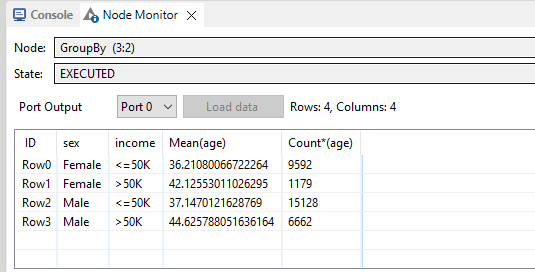 Console Node Monitor
Node: GroupBy (3:2)
State: EXECUTED
Port Output Port 0 Load data Rows: 4, Columns: 4
ID sex income Mean(age) Count*(age)
Row0 Female <=50K 36.21080066722264 9592
Row1 Female >50K 42.12553011026295 1179
Row2 Male <=50K 37.1470121628769 15128
Row3 Male >50K 44.625788051636164 6662